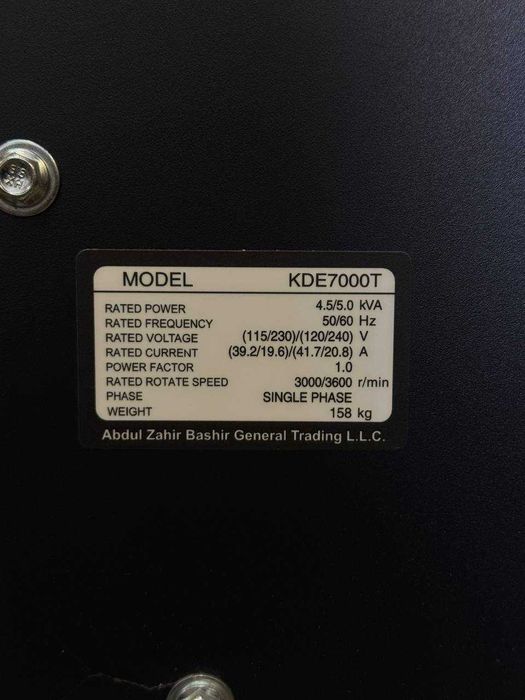 MODEL KDE7000T
RATED POWER 4.5/5.0 kVA
RATED FREQUENCY 50/60 Hz
RATED VOLTAGE (115/230)/(120/240) V
RATED CURRENT (39.2/19.6)/(41.7/20.8) A
POWER FACTOR 1.0
RATED ROTATE SPEED 3000/3600 r/min
PHASE SINGLE PHASE
WEIGHT 158 kg
Abdul Zahir Bashir General Trading L.L.C.